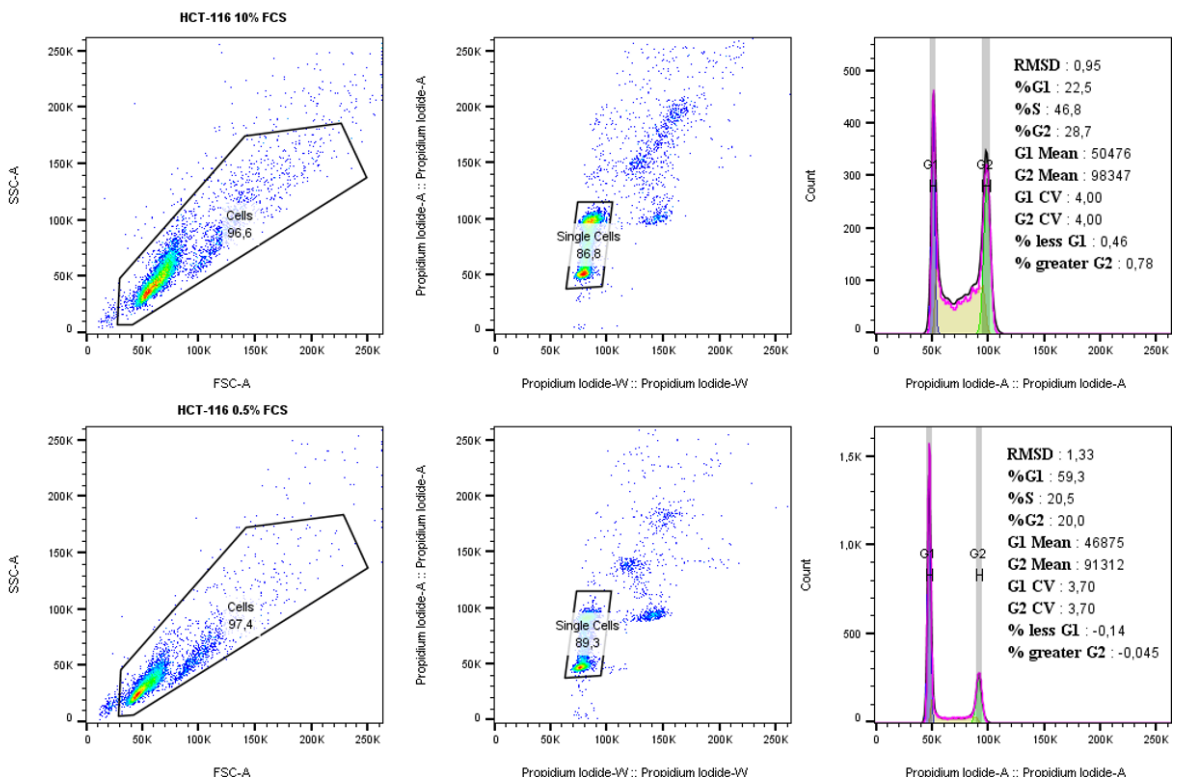 HCT-116 10% FCS
SSC-A
250K
200K
150K
100K
50K
0
Cells
96,6
0 50K 100K 150K 200K 250K
FSC-A
Propidium Iodide-A :: Propidium Iodide-A
250K
200K
150K
100K
50K
0
Single Cells
86,8
0 50K 100K 150K 200K 250K
Propidium Iodide-W :: Propidium Iodide-W
Count
500
400
300
200
100
0
G1 G2
RMSD : 0,95
%G1 : 22,5
%S : 46,8
%G2 : 28,7
G1 Mean : 50476
G2 Mean : 98347
G1 CV : 4,00
G2 CV : 4,00
% less G1 : 0,46
% greater G2 : 0,78
0 50K 100K 150K 200K 250K
Propidium Iodide-A :: Propidium Iodide-A
HCT-116 0.5% FCS
SSC-A
250K
200K
150K
100K
50K
0
Cells
97,4
0 50K 100K 150K 200K 250K
FSC-A
Propidium Iodide-A :: Propidium Iodide-A
250K
200K
150K
100K
50K
0
Single Cells
89,3
0 50K 100K 150K 200K 250K
Propidium Iodide-W :: Propidium Iodide-W
Count
1,5K
1,0K
500
0
G1 G2
RMSD : 1,33
%G1 : 59,3
%S : 20,5
%G2 : 20,0
G1 Mean : 46875
G2 Mean : 91312
G1 CV : 3,70
G2 CV : 3,70
% less G1 : -0,14
% greater G2 : -0,045
0 50K 100K 150K 200K 250K
Propidium Iodide-A :: Propidium Iodide-A